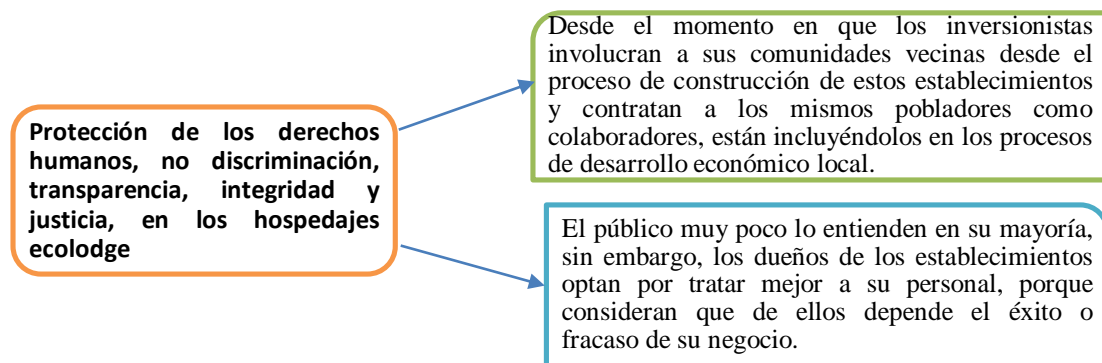 Protección de los derechos
humanos, no discriminación,
transparencia, integridad y
justicia, en los hospedajes
ecolodge
Desde el momento en que los inversionistas
involucran a sus comunidades vecinas desde el
proceso de construcción de estos establecimientos
y contratan a los mismos pobladores como
colaboradores, están incluyéndolos en los procesos
de desarrollo económico local.
El público muy poco lo entienden en su mayoría,
sin embargo, los dueños de los establecimientos
optan por tratar mejor a su personal, porque
consideran que de ellos depende el éxito o
fracaso de su negocio.